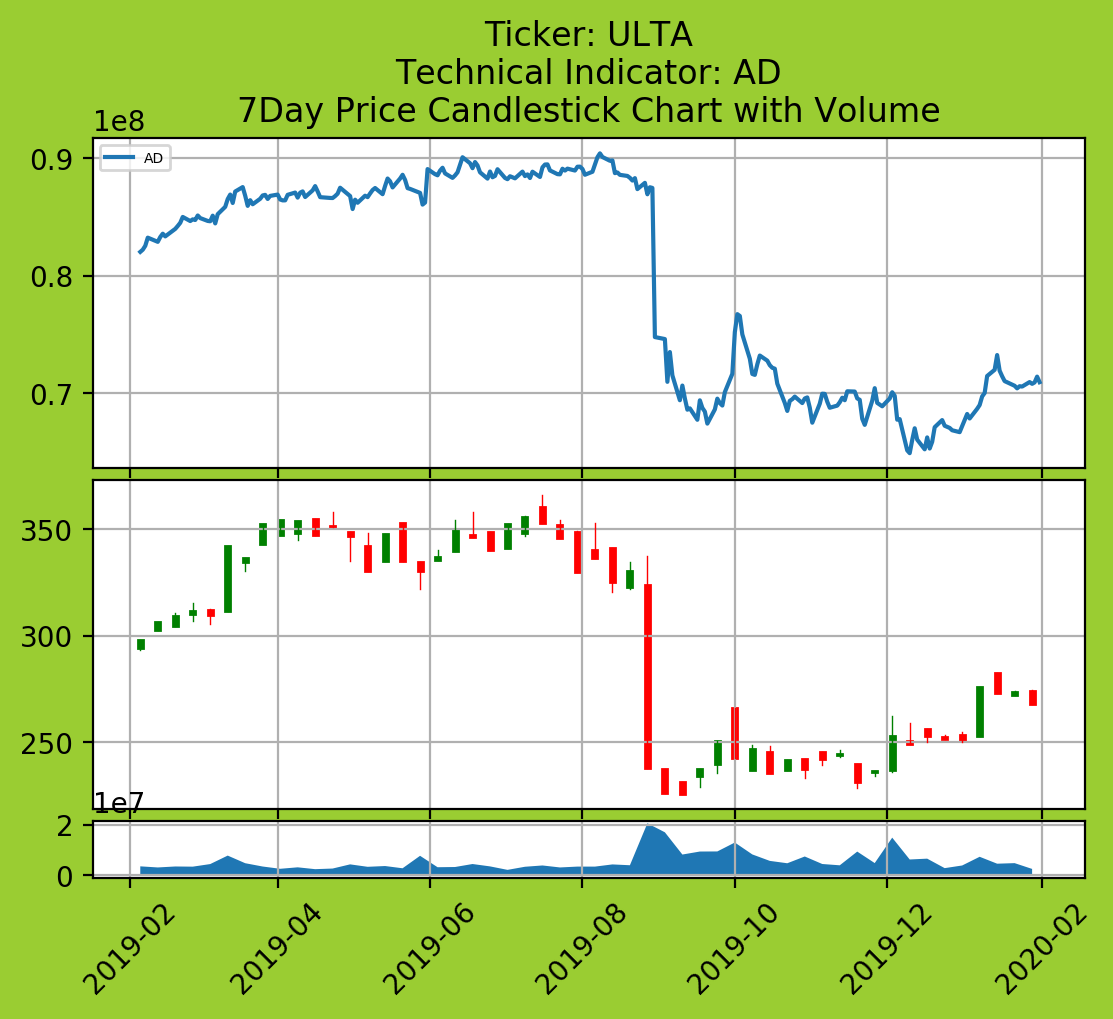 Ticker: ULTA
Technical Indicator: AD
7Day Price Candlestick Chart with Volume
1e8
AD
0.9
0.8
0.7
350
300
250
1e7
2
0
2019-02
2019-04
2019-06
2019-08
2019-10
2019-12
2020-02